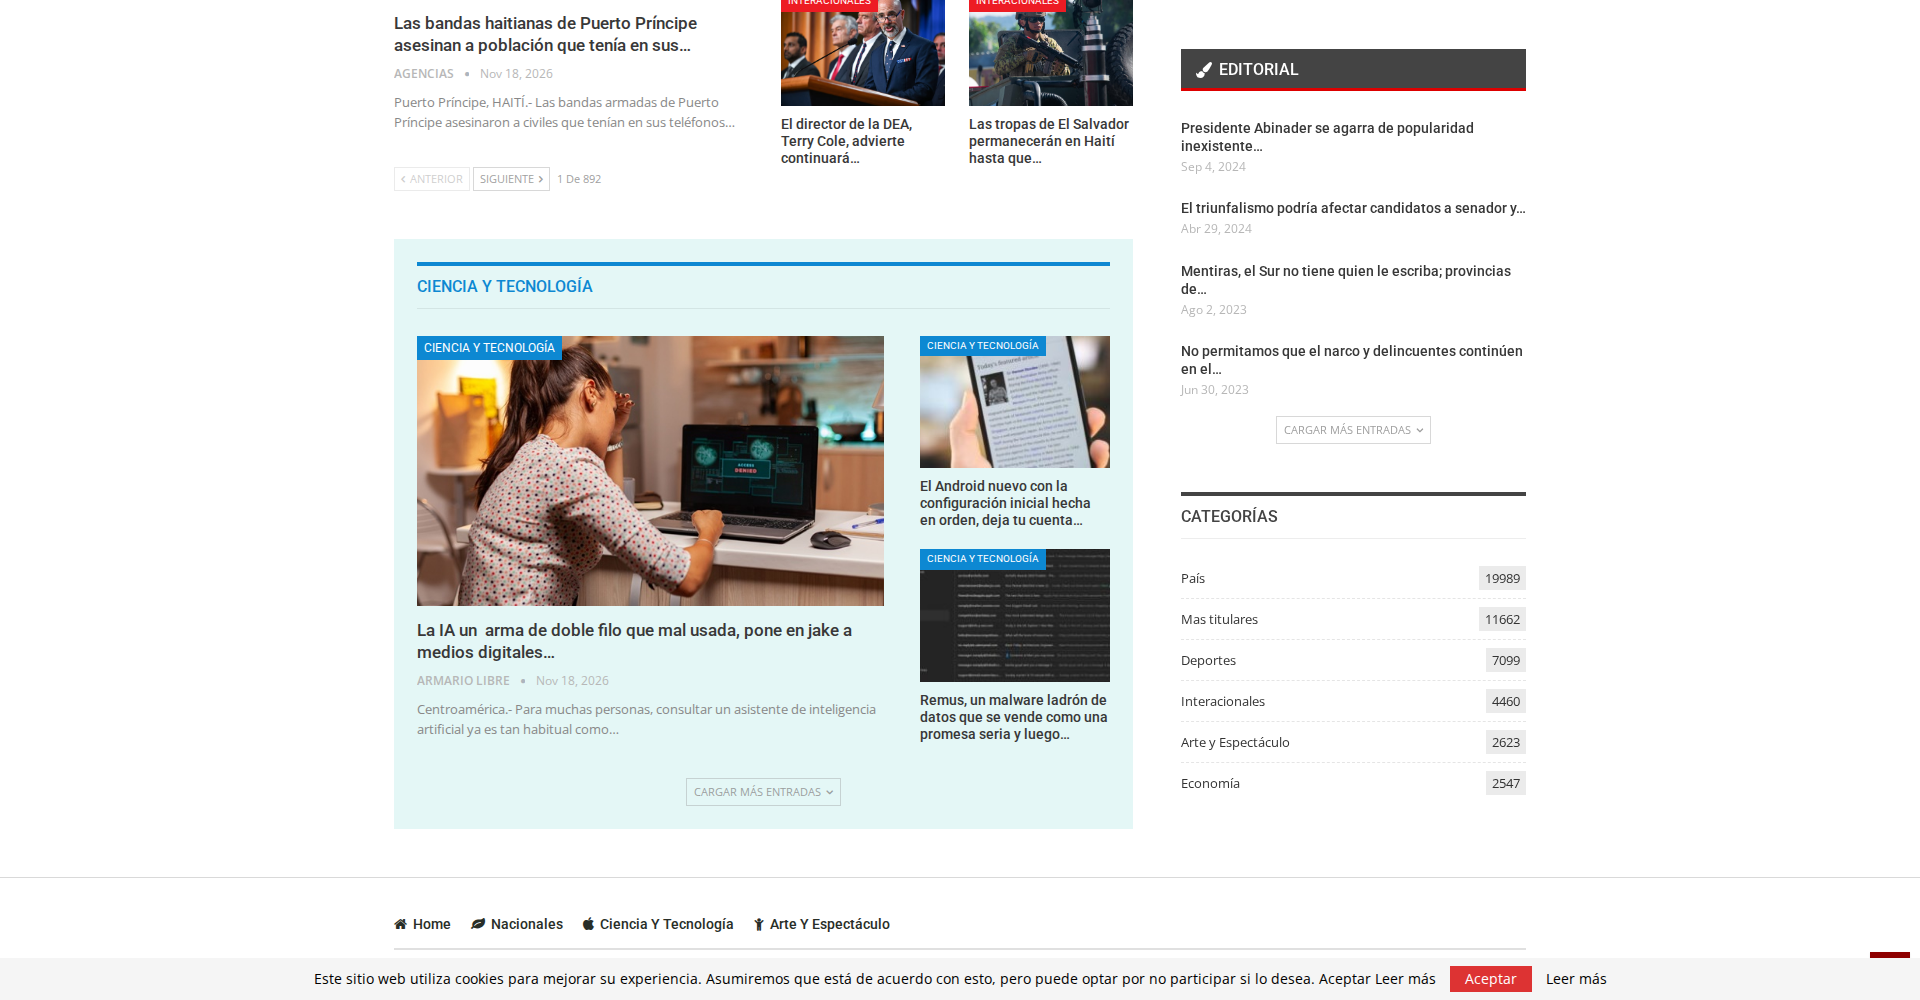 Las bandas haitianas de Puerto Príncipe
asesinan a población que tenía en sus…
AGENCIAS Nov 18, 2026
Puerto Príncipe, HAITÍ.- Las bandas armadas de Puerto
Príncipe asesinaron a civiles que tenían en sus teléfonos…
INTERACIONALES
El director de la DEA,
Terry Cole, advierte
continuará…
INTERACIONALES
Las tropas de El Salvador
permanecerán en Haití
hasta que…
ANTERIOR SIGUIENTE 1 De 892
CIENCIA Y TECNOLOGÍA
CIENCIA Y TECNOLOGÍA
ACCESS
DENIED
La IA un  arma de doble filo que mal usada, pone en jake a
medios digitales…
ARMARIO LIBRE Nov 18, 2026
Centroamérica.- Para muchas personas, consultar un asistente de inteligencia
artificial ya es tan habitual como…
CIENCIA Y TECNOLOGÍA
El Android nuevo con la
configuración inicial hecha
en orden, deja tu cuenta…
CIENCIA Y TECNOLOGÍA
Remus, un malware ladrón de
datos que se vende como una
promesa seria y luego…
CARGAR MÁS ENTRADAS
EDITORIAL
Presidente Abinader se agarra de popularidad
inexistente…
Sep 4, 2024
El triunfalismo podría afectar candidatos a senador y…
Abr 29, 2024
Mentiras, el Sur no tiene quien le escriba; provincias
de…
Ago 2, 2023
No permitamos que el narco y delincuentes continúen
en el…
Jun 30, 2023
CARGAR MÁS ENTRADAS
CATEGORÍAS
País 19989
Mas titulares 11662
Deportes 7099
Interacionales 4460
Arte y Espectáculo 2623
Economía 2547
Home Nacionales Ciencia Y Tecnología Arte Y Espectáculo
Este sitio web utiliza cookies para mejorar su experiencia. Asumiremos que está de acuerdo con esto, pero puede optar por no participar si lo desea. Aceptar Leer más Aceptar Leer más